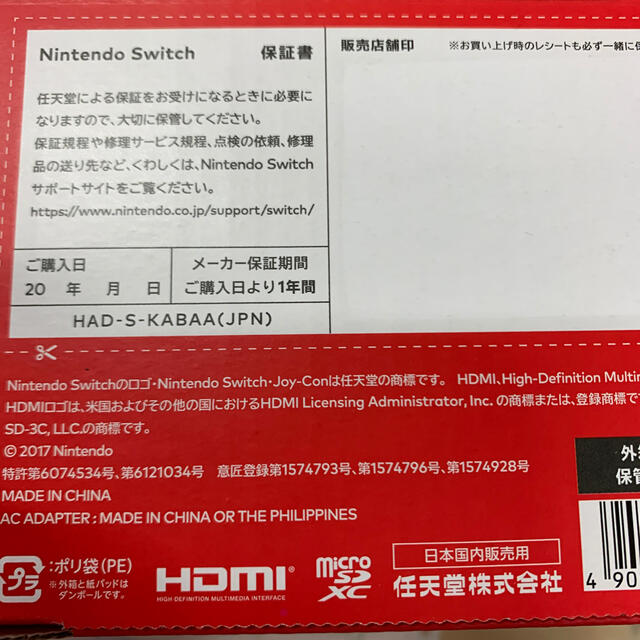 Nintendo Switch 保証書
販売店舗印 ※お買い上げ時のレシートも必ず一緒に保
任天堂による保証をお受けになるときに必要に
なりますので、大切に保管してください。
保証規程や修理サービス規程、点検の依頼、修理
品の送り先など、くわしくは、Nintendo Switch
サポートサイトをご覧ください。
https://www.nintendo.co.jp/support/switch/
ご購入日 メーカー保証期間
20 年 月 日 ご購入日より1年間
HAD-S-KABAA(JPN)
Nintendo Switchのロゴ・Nintendo Switch・Joy-Conは任天堂の商標です。 HDMI、High-Definition Multim
HDMIロゴは、米国およびその他の国におけるHDMI Licensing Administrator, Inc. の商標または、登録商標で
SD-3C, LLC.の商標です。
© 2017 Nintendo
特許第6074534号、第6121034号 意匠登録第1574793号、第1574796号、第1574928号
MADE IN CHINA
AC ADAPTER : MADE IN CHINA OR THE PHILIPPINES
外
保管
プラ :ポリ袋(PE)
※外箱と紙パッドは
ダンボールです。
HDMI®
HIGH-DEFINITION MULTIMEDIA INTERFACE
micro
SD
XC
日本国内販売用
任天堂株式会社
4 90